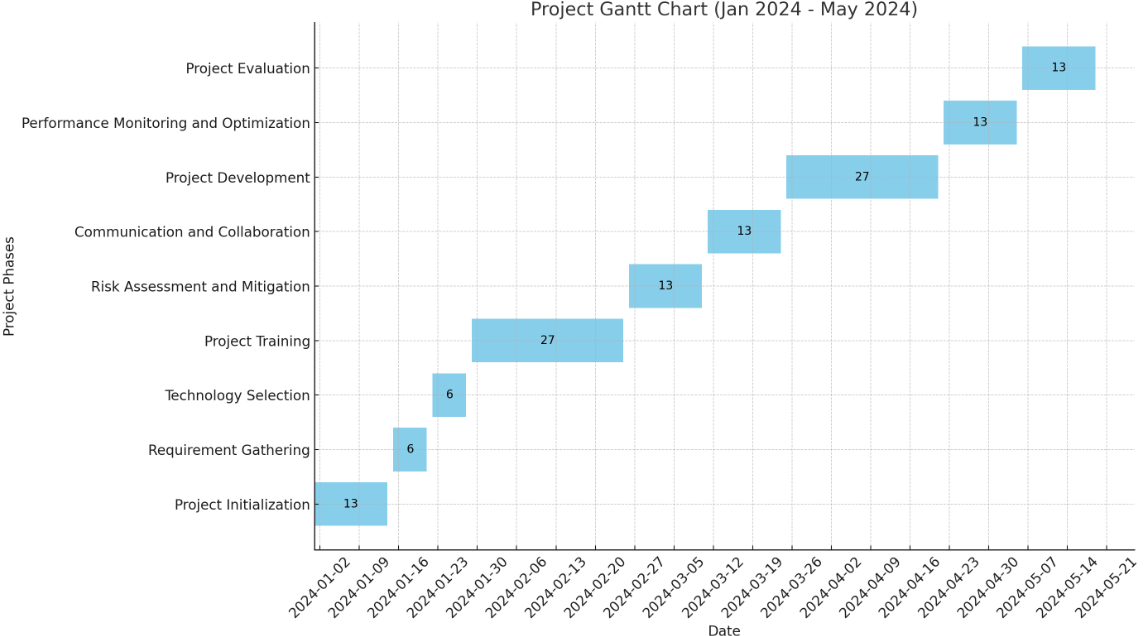 Project Gantt Chart (Jan 2024 - May 2024)
Project Phases
Project Evaluation
13
Performance Monitoring and Optimization
13
Project Development
27
Communication and Collaboration
13
Risk Assessment and Mitigation
13
Project Training
27
Technology Selection
6
Requirement Gathering
6
Project Initialization
13
2024-01-02
2024-01-09
2024-01-16
2024-01-23
2024-01-30
2024-02-06
2024-02-13
2024-02-20
2024-02-27
2024-03-05
2024-03-12
2024-03-19
2024-03-26
2024-04-02
2024-04-09
2024-04-16
2024-04-23
2024-04-30
2024-05-07
2024-05-14
2024-05-21
Date